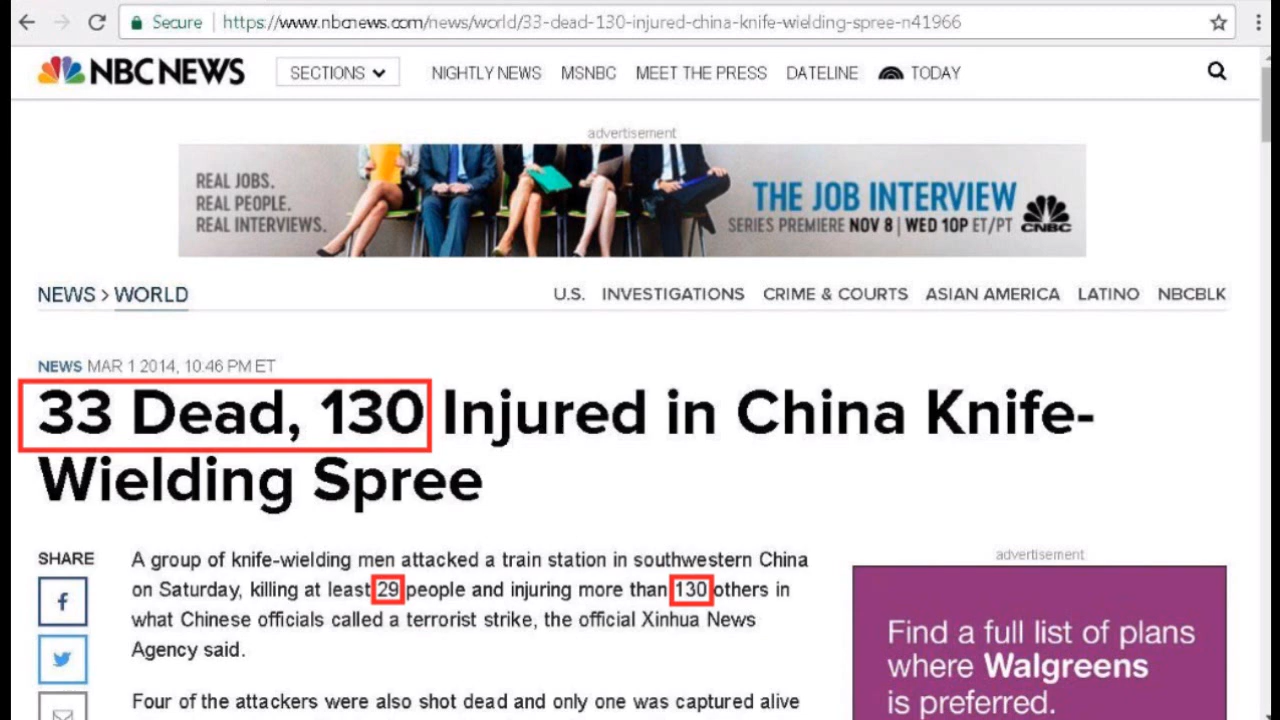 Secure | https://www.nbcnews.com/news/world/33-dead-130-injured-china-knife-wielding-spree-n41966
NBC NEWS SECTIONS NIGHTLY NEWS MSNBC MEET THE PRESS DATELINE TODAY
advertisement
REAL JOBS.
REAL PEOPLE.
REAL INTERVIEWS.
THE JOB INTERVIEW
SERIES PREMIERE NOV 8 | WED 10P ET/PT CNBC
NEWS > WORLD U.S. INVESTIGATIONS CRIME & COURTS ASIAN AMERICA LATINO NBCBLK
NEWS MAR 1 2014, 10:46 PM ET
33 Dead, 130 Injured in China Knife-
Wielding Spree
SHARE
A group of knife-wielding men attacked a train station in southwestern China
on Saturday, killing at least 29 people and injuring more than 130 others in
what Chinese officials called a terrorist strike, the official Xinhua News
Agency said.
Four of the attackers were also shot dead and only one was captured alive
advertisement
Find a full list of plans
where Walgreens
is preferred.